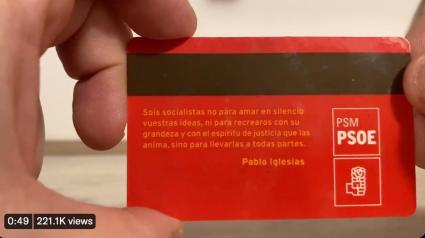 Sois socialistas no para amar en silencio
vuestras ideas, ni para recrearos con su
grandeza y con el espíritu de justicia que las
anima, sino para llevarlas a todas partes.
Pablo Iglesias
PSM
PSOE
0:49 221.1K views